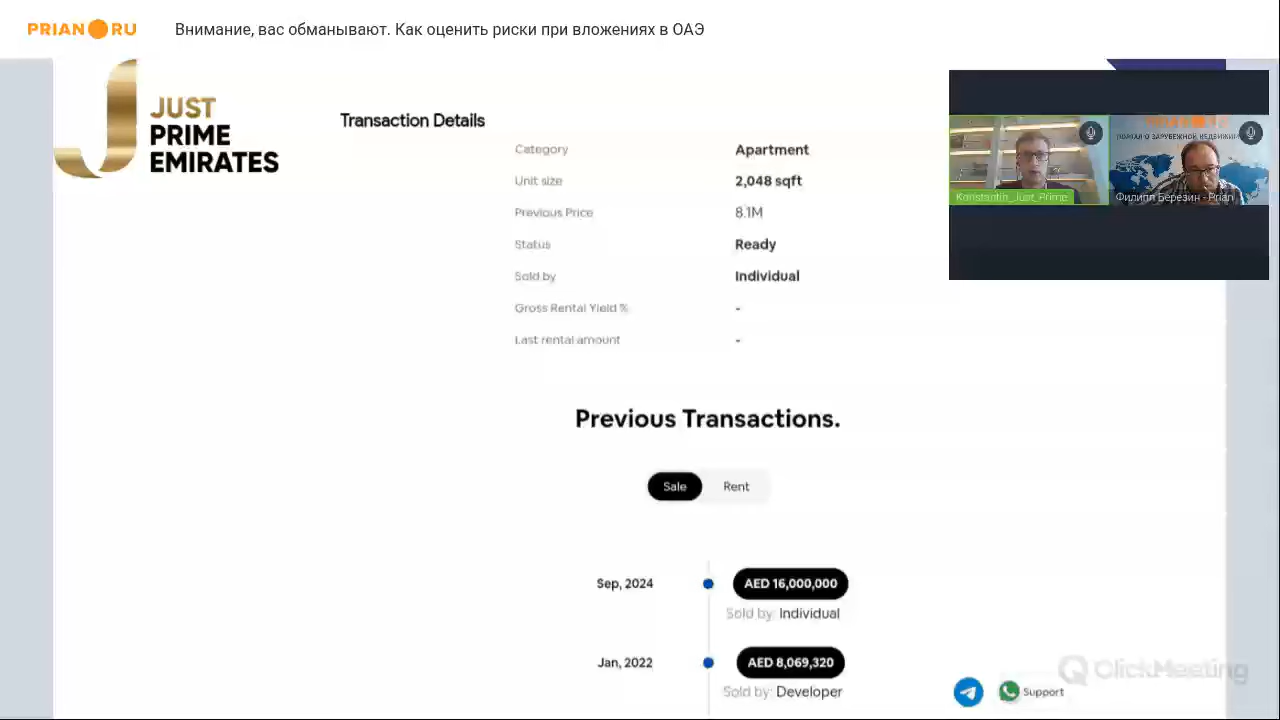 PRIAN RU
Внимание, вас обманывают. Как оценить риски при вложениях в ОАЭ
JUST
PRIME
EMIRATES
Transaction Details
Category Apartment
Unit size 2,048 sqft
Previous Price 8.1M
Status Ready
Sold by Individual
Gross Rental Yield % -
Last rental amount -
ПОРТАЛ О ЗАРУБЕЖНОЙ НЕДВИЖИМ
Konstantin_Just_Prime
Филипп Березин - Prian
Previous Transactions.
Sale Rent
Sep, 2024 AED 16,000,000
Sold by: Individual
Jan, 2022 AED 8,069,320
Sold by: Developer
ClickMeeting
Support